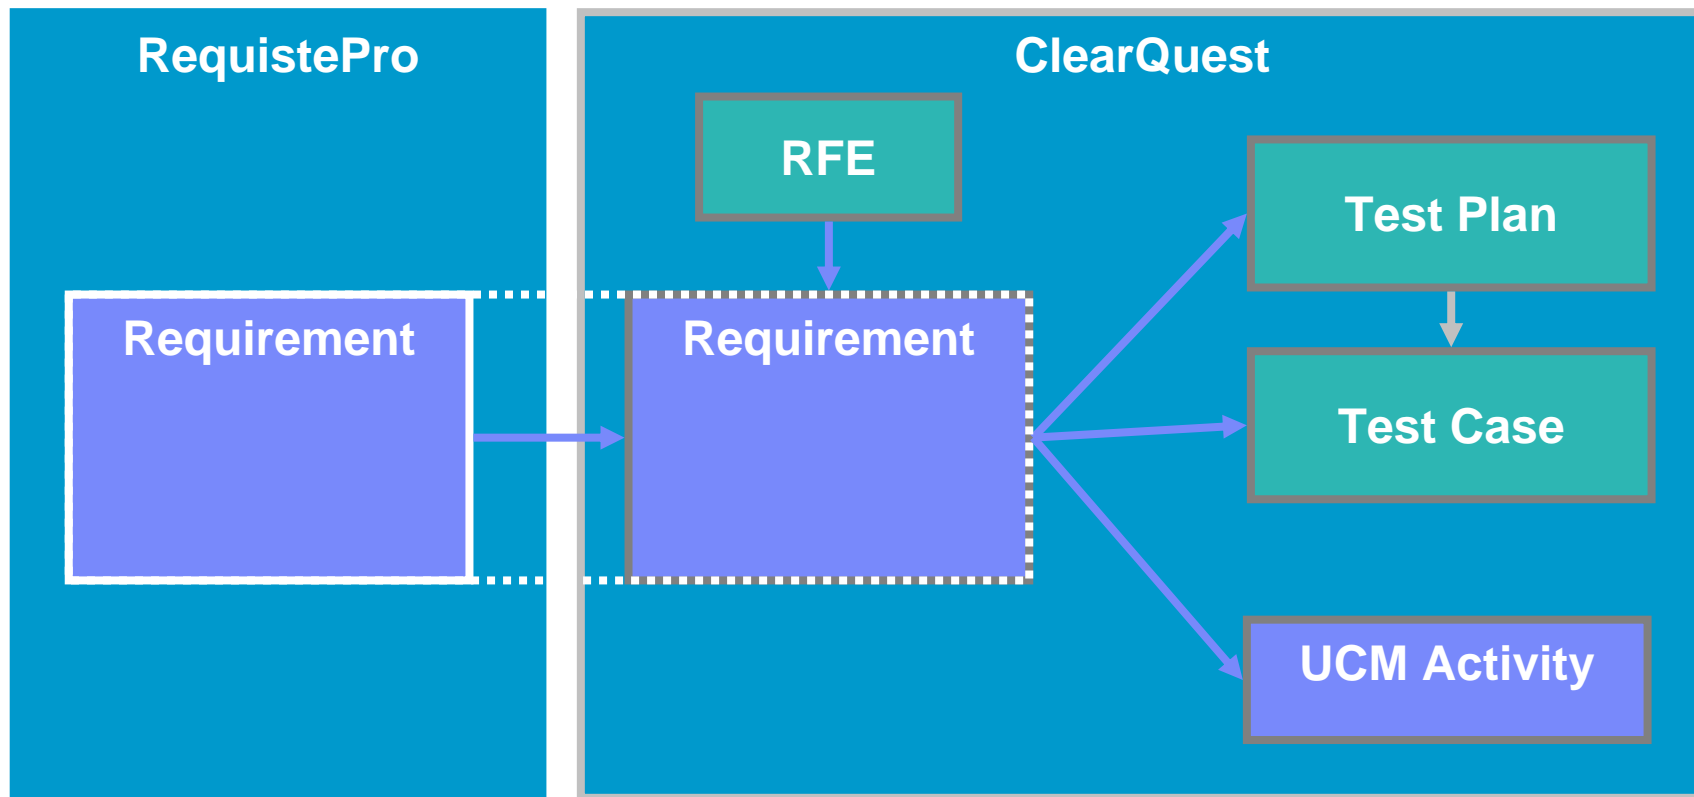 RequistePro
ClearQuest
RFE
Test Plan
Requirement
Requirement
Test Case
UCM Activity